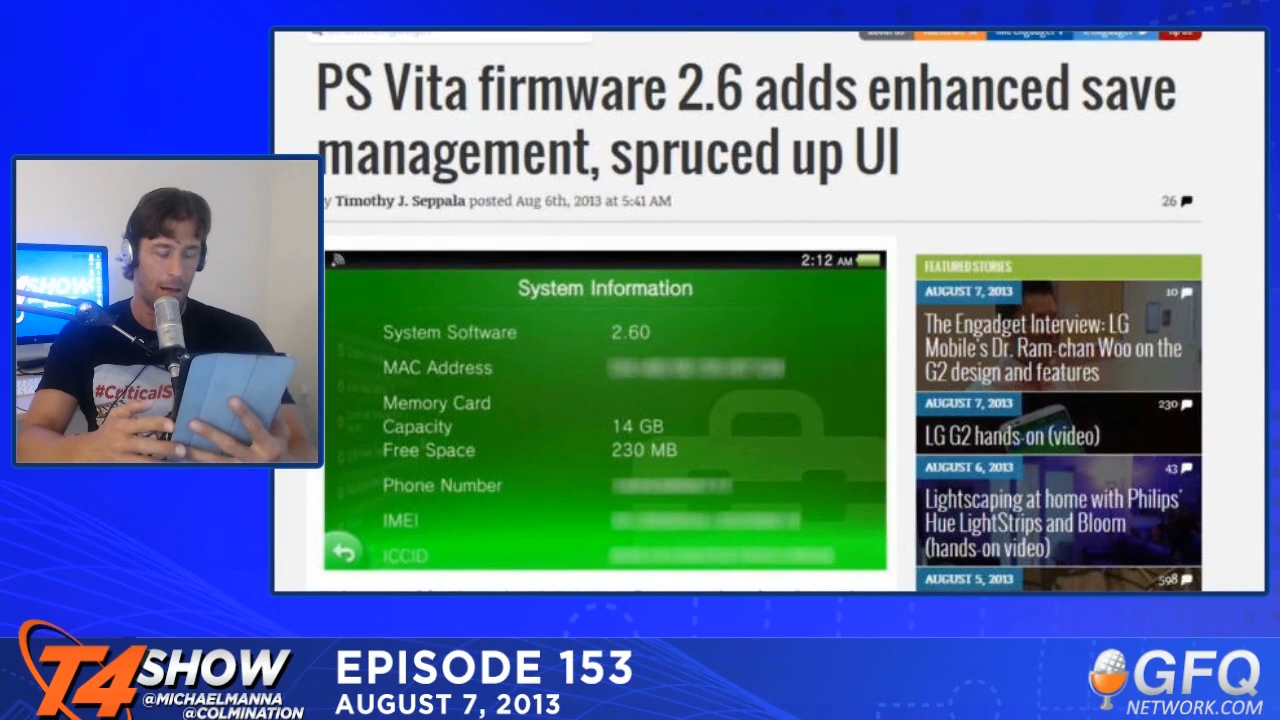 PS Vita firmware 2.6 adds enhanced save
management, spruced up UI
Timothy J. Seppala posted Aug 6th, 2013 at 5:41 AM
26
2:12 AM
System Information
System Software 2.60
MAC Address
Memory Card
Capacity 14 GB
Free Space 230 MB
Phone Number
IMEI
ICCID
FEATURED STORIES
AUGUST 7, 2013 10
The Engadget Interview: LG
Mobile's Dr. Ram-chan Woo on the
G2 design and features
AUGUST 7, 2013 230
LG G2 hands-on (video)
AUGUST 6, 2013 43
Lightscaping at home with Philips'
Hue LightStrips and Bloom
(hands-on video)
AUGUST 5, 2013 598
SHOW
#CriticalS
T4 SHOW
@MICHAELMANNA
@COLMINATION
EPISODE 153
AUGUST 7, 2013
GFQ
NETWORK.COM